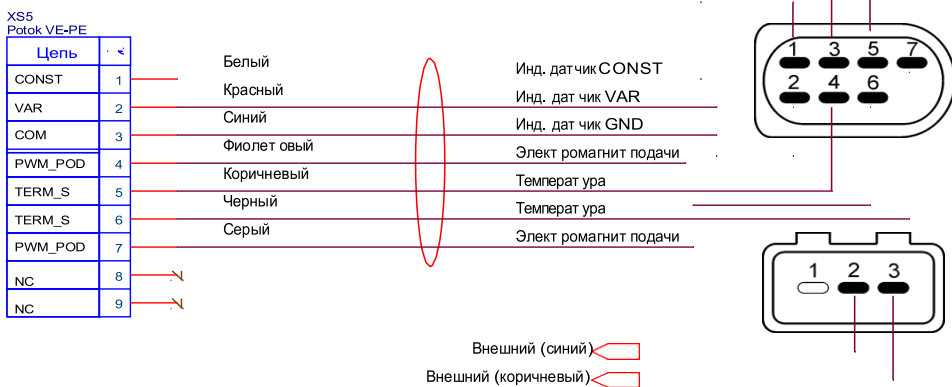 XS5
Potok VE-PE
Цепь
CONST 1 Белый Инд. датчик CONST
VAR 2 Красный Инд. дат чик VAR
COM 3 Синий Инд. дат чик GND
PWM_POD 4 Фиолет овый Элект ромагнит подачи
TERM_S 5 Коричневый Температ ура
TERM_S 6 Черный Температ ура
PWM_POD 7 Серый Элект ромагнит подачи
NC 8
NC 9
1 3 5 7
2 4 6
1 2 3
Внешний (синий)
Внешний (коричневый)